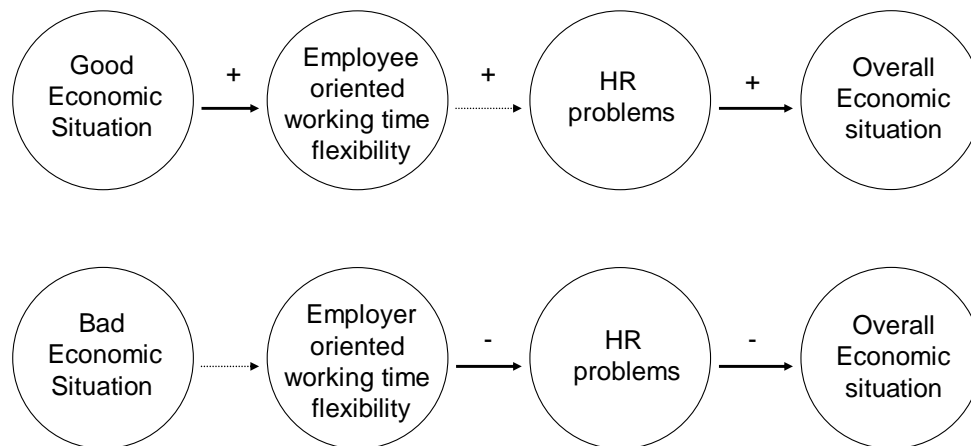 Good
Economic
Situation
+
Employee
oriented
working time
flexibility
+
HR
problems
+
Overall
Economic
situation
Bad
Economic
Situation
Employer
oriented
working time
flexibility
-
HR
problems
-
Overall
Economic
situation